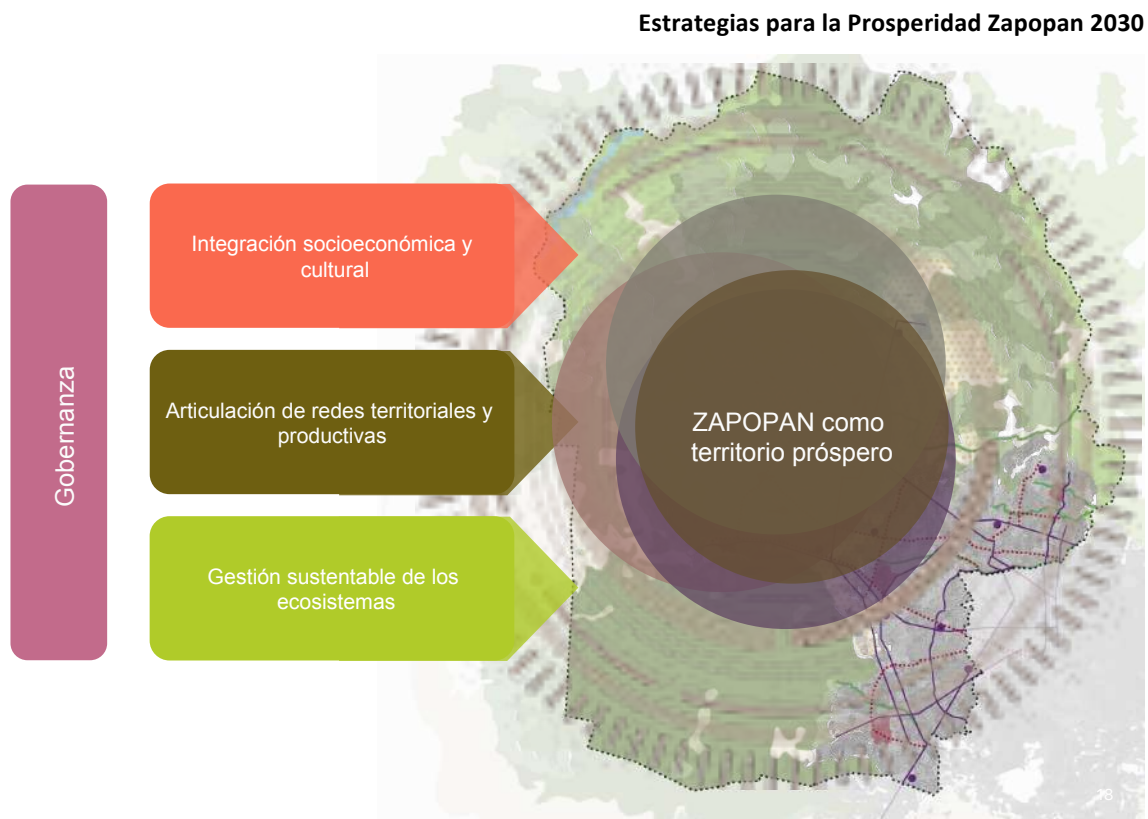 Estrategias para la Prosperidad Zapopan 2030
Gobernanza
Integración socioeconómica y
cultural
Articulación de redes territoriales y
productivas
Gestión sustentable de los
ecosistemas
ZAPOPAN como
territorio próspero
18